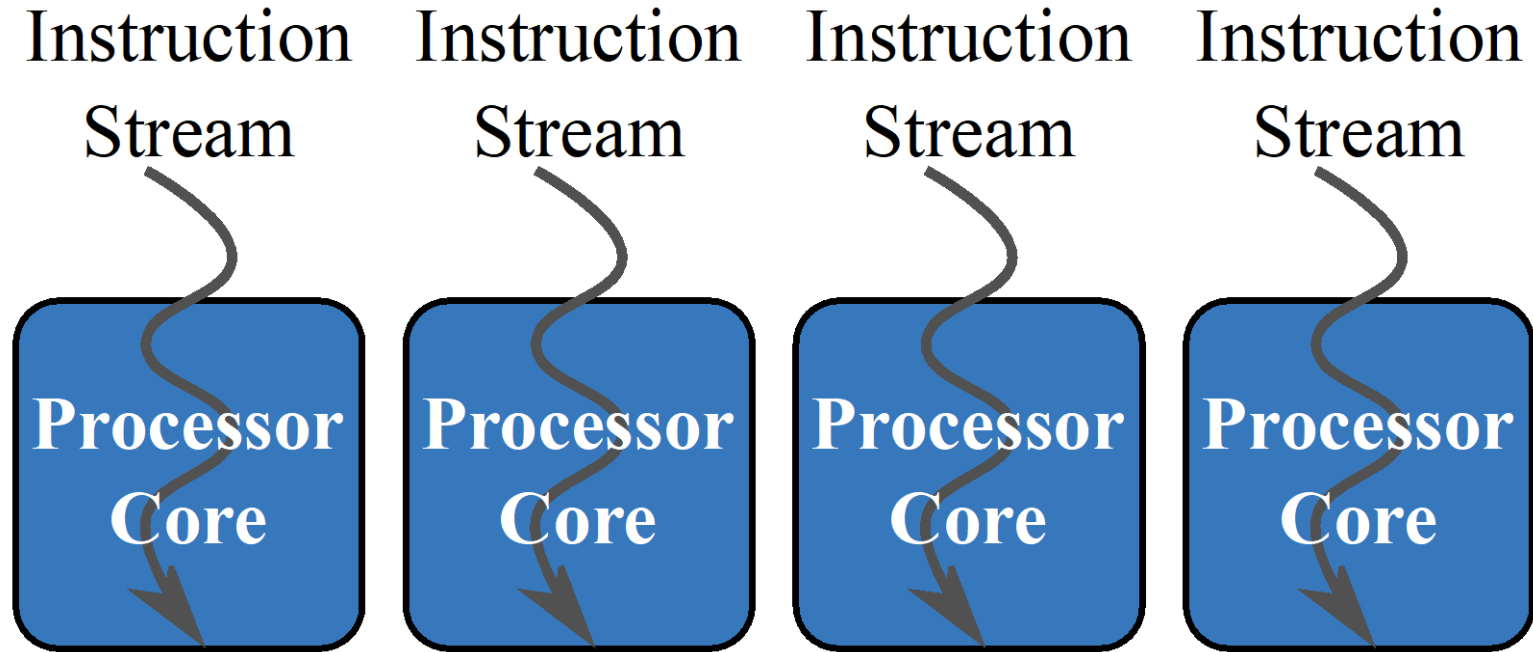 Instruction Instruction Instruction Instruction
Stream Stream Stream Stream
Processor Processor Processor Processor
Core Core Core Core